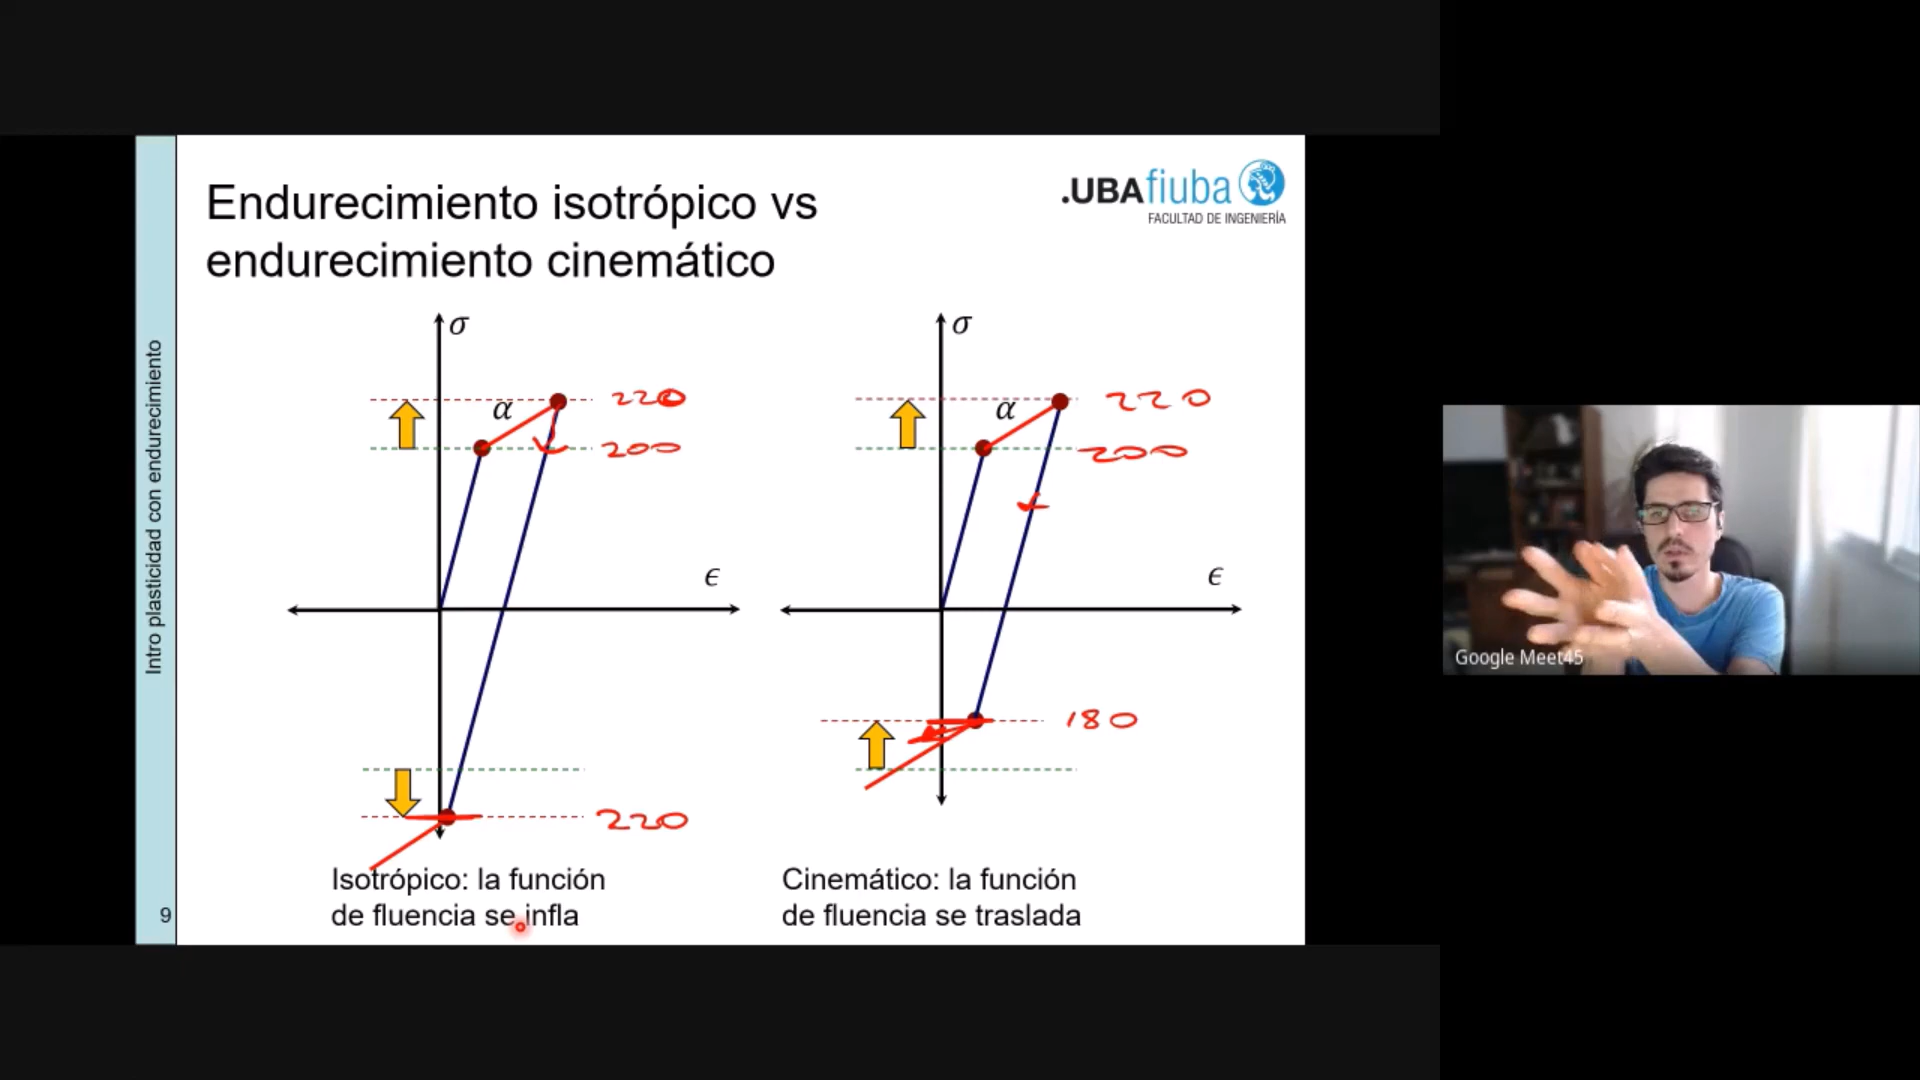 Intro plasticidad con endurecimiento
Endurecimiento isotrópico vs
endurecimiento cinemático
.UBAfiuba
FACULTAD DE INGENIERÍA
σ
α
220
200
ϵ
220
Isotrópico: la función
de fluencia se infla
σ
α
220
200
ϵ
180
Cinemático: la función
de fluencia se traslada
9
Google Meet45